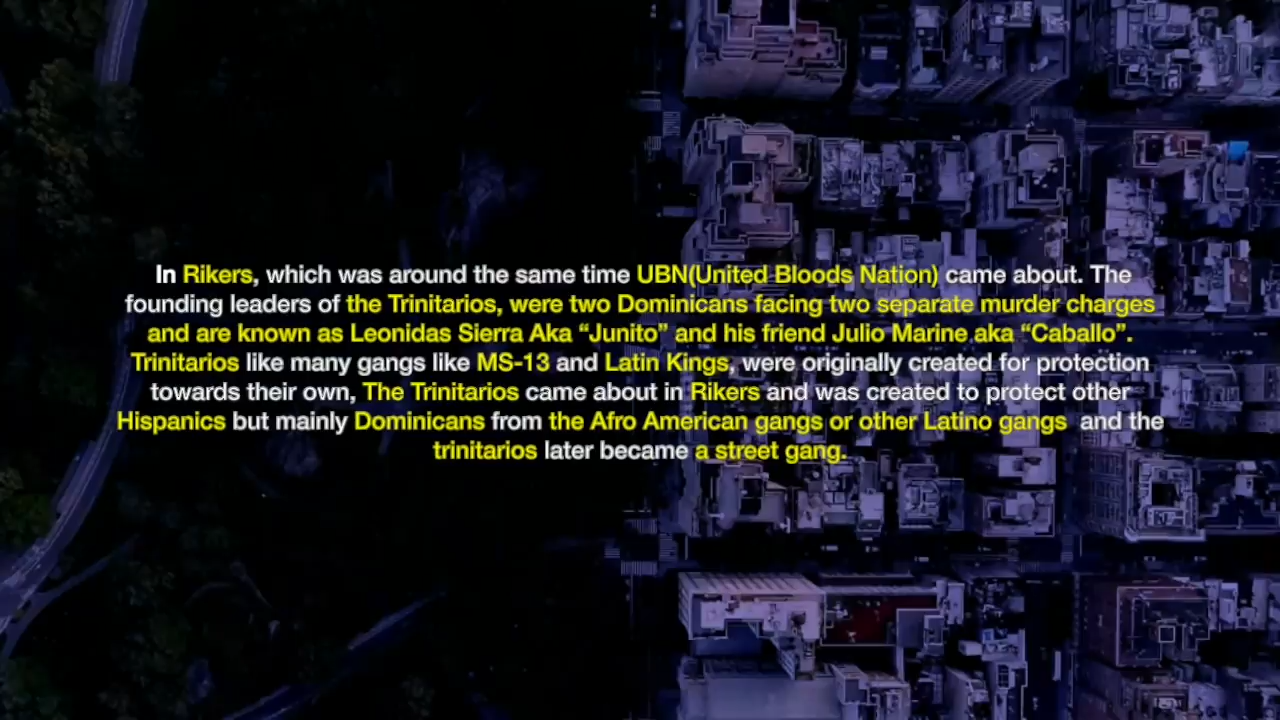 In Rikers, which was around the same time UBN(United Bloods Nation) came about. The
founding leaders of the Trinitarios, were two Dominicans facing two separate murder charges
and are known as Leonidas Sierra Aka “Junito” and his friend Julio Marine aka “Caballo”.
Trinitarios like many gangs like MS-13 and Latin Kings, were originally created for protection
towards their own, The Trinitarios came about in Rikers and was created to protect other
Hispanics but mainly Dominicans from the Afro American gangs or other Latino gangs  and the
trinitarios later became a street gang.